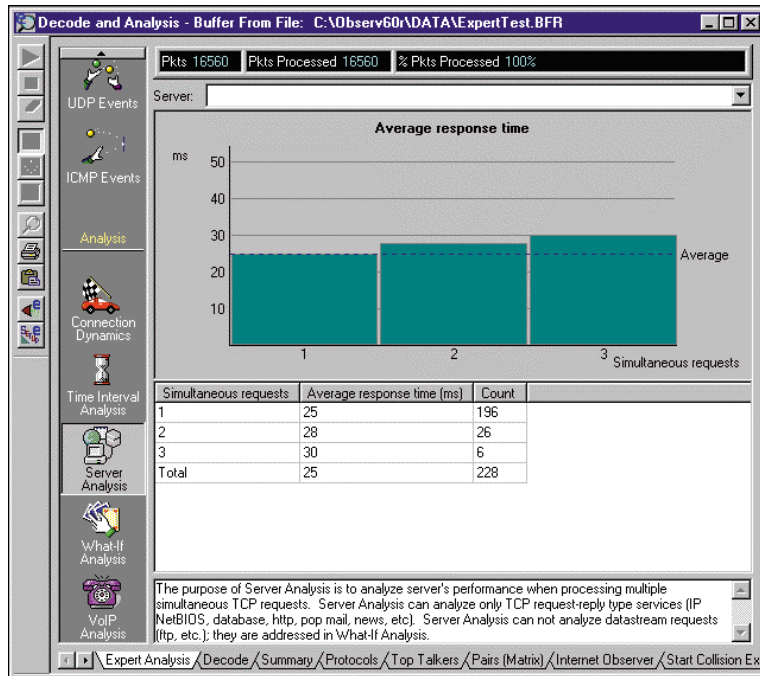 Decode and Analysis - Buffer From File: C:\Observ60r\DATA\ExpertTest.BFR
Pkts 16560 Pkts Processed 16560 % Pkts Processed 100%
UDP Events
ICMP Events
Analysis
Connection
Dynamics
Time Interval
Analysis
Server
Analysis
What-If
Analysis
VoIP
Analysis
Server:
Average response time
ms
50
40
30
20
10
Average
1 2 3
Simultaneous requests
Simultaneous requests Average response time (ms) Count
1 25 196
2 28 26
3 30 6
Total 25 228
The purpose of Server Analysis is to analyze server's performance when processing multiple
simultaneous TCP requests. Server Analysis can analyze only TCP request-reply type services (IP
NetBIOS, database, http, pop mail, news, etc). Server Analysis can not analyze datastream requests
(ftp, etc.); they are addressed in What-If Analysis.
Expert Analysis Decode Summary Protocols Top Talkers Pairs (Matrix) Internet Observer Start Collision Ex